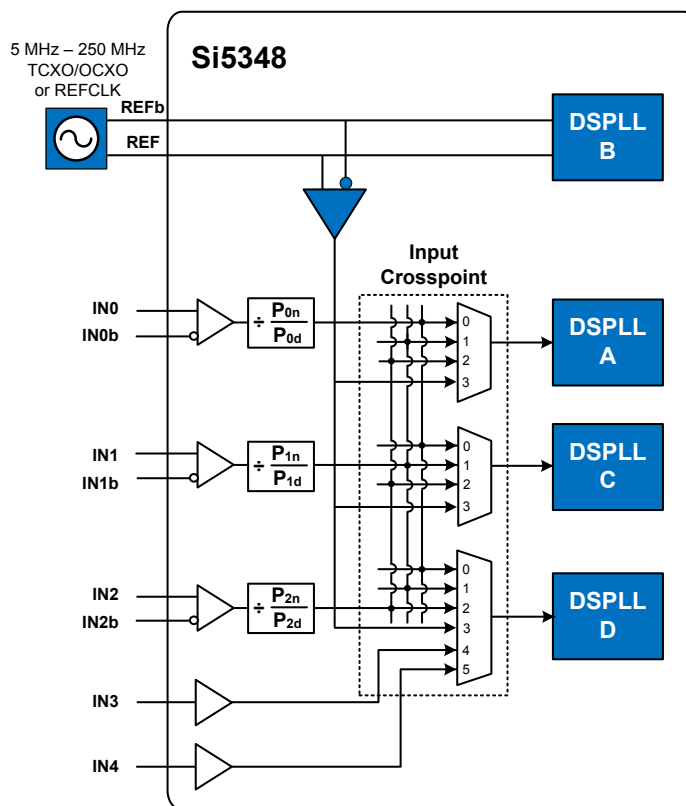 Si5348
5 MHz – 250 MHz
TCXO/OCXO
or REFCLK
REFb
REF
DSPLL
B
Input
Crosspoint
IN0
IN0b
÷ P0n
P0d
0
1
2
3
DSPLL
A
IN1
IN1b
÷ P1n
P1d
0
1
2
3
DSPLL
C
IN2
IN2b
÷ P2n
P2d
0
1
2
3
4
5
DSPLL
D
IN3
IN4